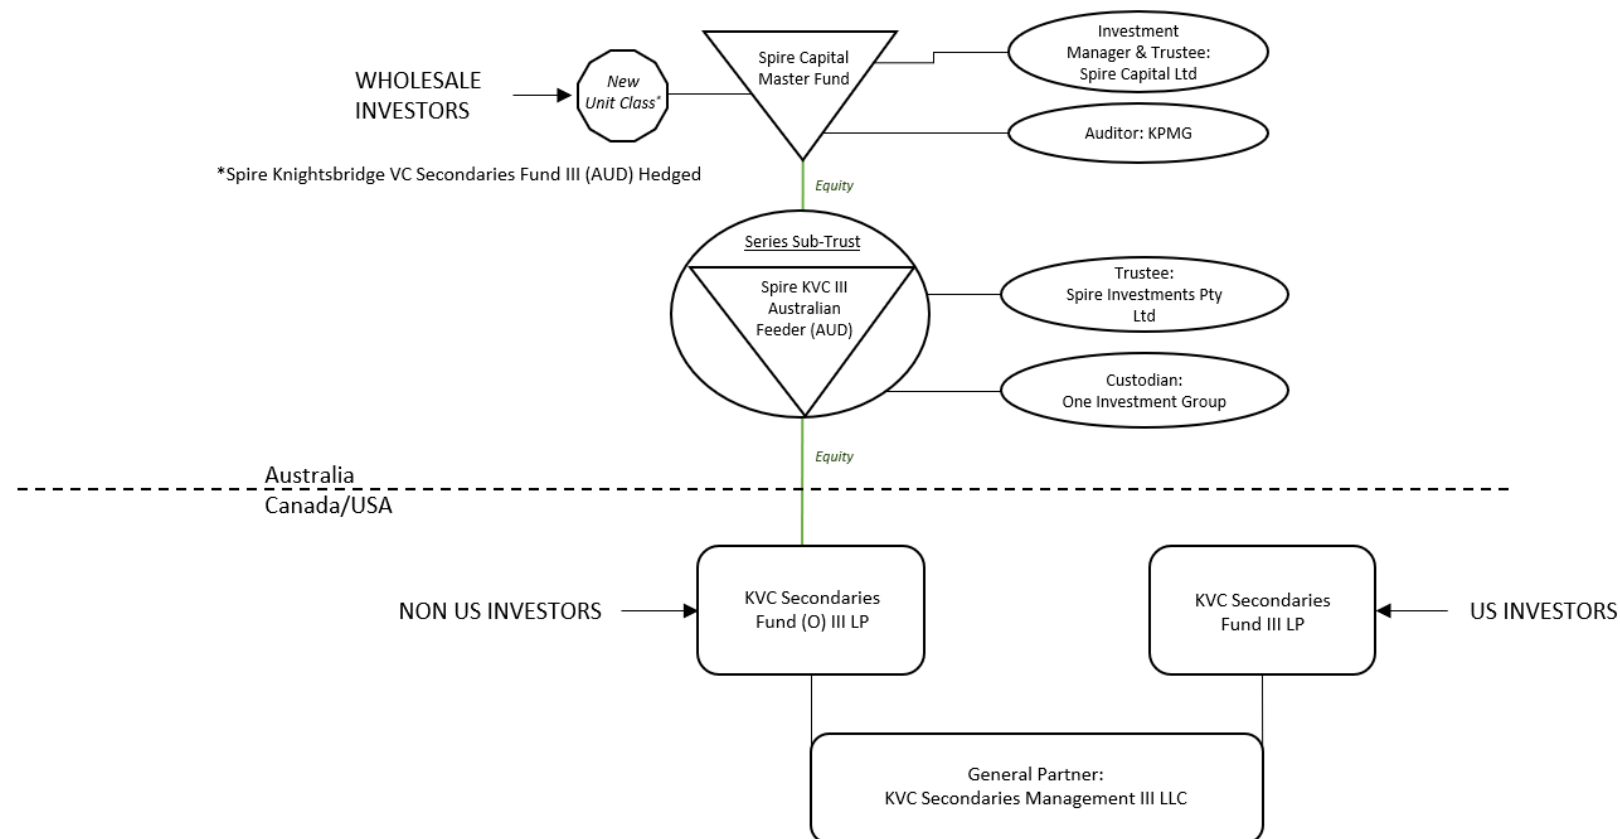 WHOLESALE
INVESTORS
New
Unit Class*
Spire Capital
Master Fund
Investment
Manager & Trustee:
Spire Capital Ltd
Auditor: KPMG
*Spire Knightsbridge VC Secondaries Fund III (AUD) Hedged
Equity
Series Sub-Trust
Spire KVC III
Australian
Feeder (AUD)
Trustee:
Spire Investments Pty
Ltd
Custodian:
One Investment Group
Equity
Australia
Canada/USA
NON US INVESTORS
KVC Secondaries
Fund (O) III LP
KVC Secondaries
Fund III LP
US INVESTORS
General Partner:
KVC Secondaries Management III LLC